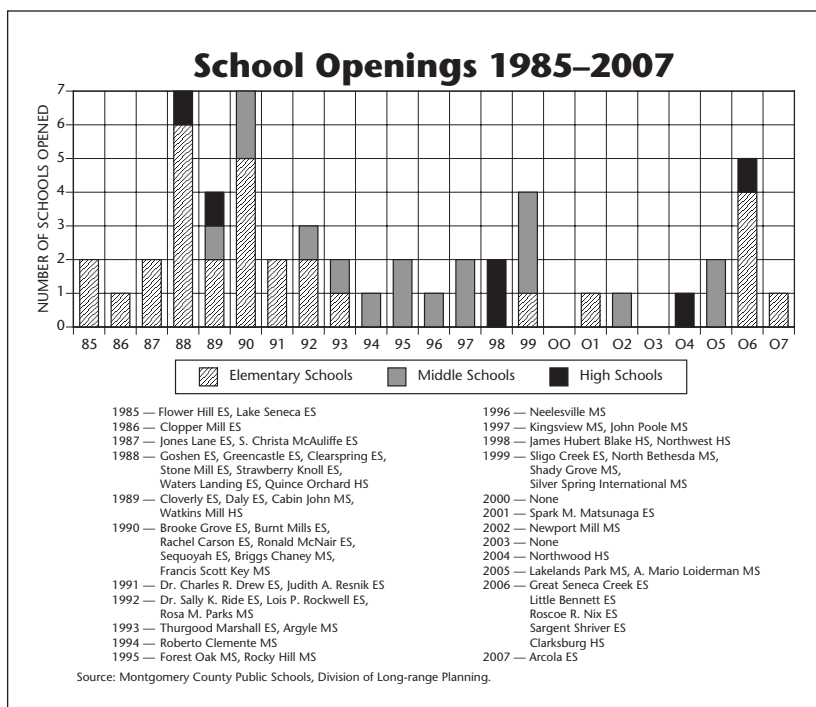 School Openings 1985–2007
NUMBER OF SCHOOLS OPENED
7
6
5
4
3
2
1
0
85 86 87 88 89 90 91 92 93 94 95 96 97 98 99 OO O1 O2 O3 O4 O5 O6 O7
Elementary Schools Middle Schools High Schools
1985 — Flower Hill ES, Lake Seneca ES
1986 — Clopper Mill ES
1987 — Jones Lane ES, S. Christa McAuliffe ES
1988 — Goshen ES, Greencastle ES, Clearspring ES,
Stone Mill ES, Strawberry Knoll ES,
Waters Landing ES, Quince Orchard HS
1989 — Cloverly ES, Daly ES, Cabin John MS,
Watkins Mill HS
1990 — Brooke Grove ES, Burnt Mills ES,
Rachel Carson ES, Ronald McNair ES,
Sequoyah ES, Briggs Chaney MS,
Francis Scott Key MS
1991 — Dr. Charles R. Drew ES, Judith A. Resnik ES
1992 — Dr. Sally K. Ride ES, Lois P. Rockwell ES,
Rosa M. Parks MS
1993 — Thurgood Marshall ES, Argyle MS
1994 — Roberto Clemente MS
1995 — Forest Oak MS, Rocky Hill MS
1996 — Neelesville MS
1997 — Kingsview MS, John Poole MS
1998 — James Hubert Blake HS, Northwest HS
1999 — Sligo Creek ES, North Bethesda MS,
Shady Grove MS,
Silver Spring International MS
2000 — None
2001 — Spark M. Matsunaga ES
2002 — Newport Mill MS
2003 — None
2004 — Northwood HS
2005 — Lakelands Park MS, A. Mario Loiderman MS
2006 — Great Seneca Creek ES
Little Bennett ES
Roscoe R. Nix ES
Sargent Shriver ES
Clarksburg HS
2007 — Arcola ES
Source: Montgomery County Public Schools, Division of Long-range Planning.